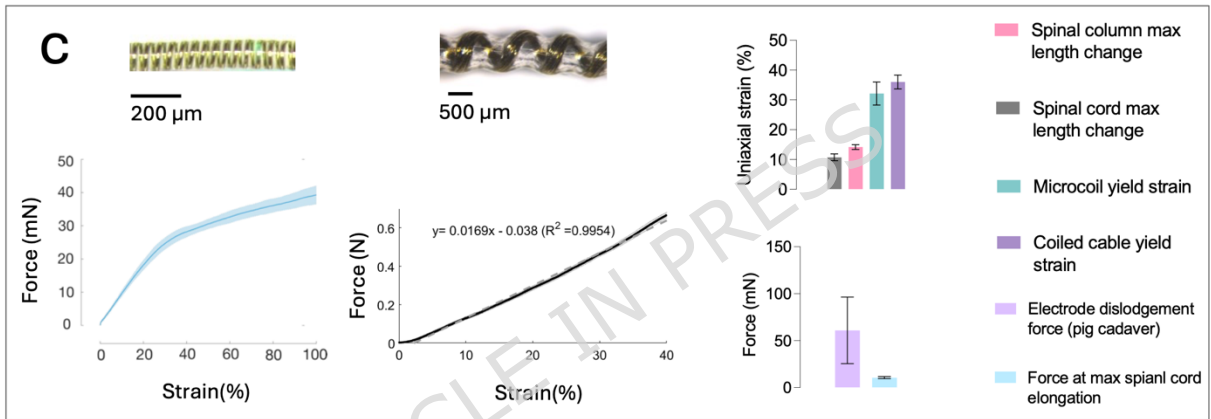 C
200 µm
500 µm
Force (mN)
50
40
30
20
10
0
0 20 40 60 80 100
Strain(%)
Force (N)
0.6
0.4
0.2
0
y= 0.0169x - 0.038 (R² =0.9954)
0 10 20 30 40
Strain(%)
Uniaxial strain (%)
50
40
30
20
10
0
Force (mN)
150
100
50
0
Spinal column max
length change
Spinal cord max
length change
Microcoil yield strain
Coiled cable yield
strain
Electrode dislodgement
force (pig cadaver)
Force at max spianl cord
elongation
CLE IN PRESS